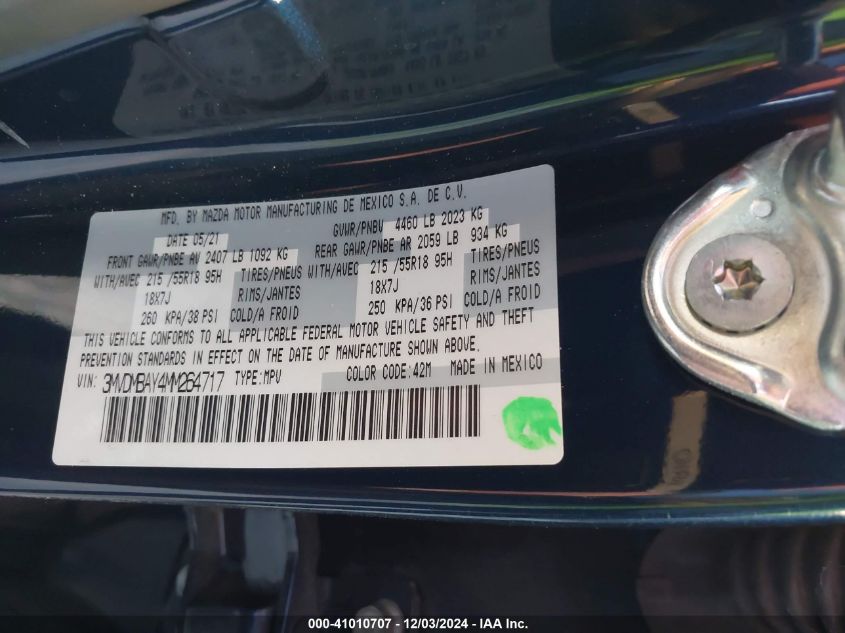 MFD. BY MAZDA MOTOR MANUFACTURING DE MEXICO S.A. DE C.V.
DATE 05/21 GVWR/PNBV 4460 LB 2023 KG
FRONT GAWR/PNBE AV 2407 LB 1092 KG REAR GAWR/PNBE AR 2059 LB 934 KG
WITH/AVEC 215 /55R18 95H TIRES/PNEUS WITH/AVEC 215 /55R18 95H TIRES/PNEUS
18X7J RIMS/JANTES 18X7J RIMS/JANTES
260 KPA/38 PSI COLD/A FROID 250 KPA/36 PSI COLD/A FROID
THIS VEHICLE CONFORMS TO ALL APPLICABLE FEDERAL MOTOR VEHICLE SAFETY AND THEFT
PREVENTION STANDARDS IN EFFECT ON THE DATE OF MANUFACTURE SHOWN ABOVE.
VIN: 3MVDMBAY4MM264717 TYPE:MPV COLOR CODE:42M MADE IN MEXICO
000-41010707 - 12/03/2024 - IAA Inc.